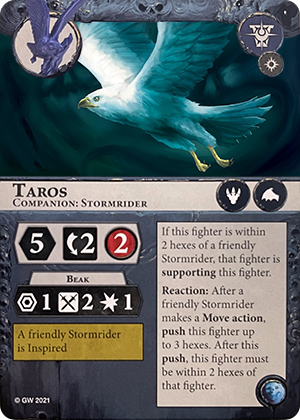 Taros
Companion: Stormrider
5 2 2
Beak
1 2 1
A friendly Stormrider
is Inspired
If this fighter is within
2 hexes of a friendly
Stormrider, that fighter is
supporting this fighter.
Reaction: After a
friendly Stormrider
makes a Move action,
push this fighter up
to 3 hexes. After this
push, this fighter must
be within 2 hexes of
that fighter.
© GW 2021